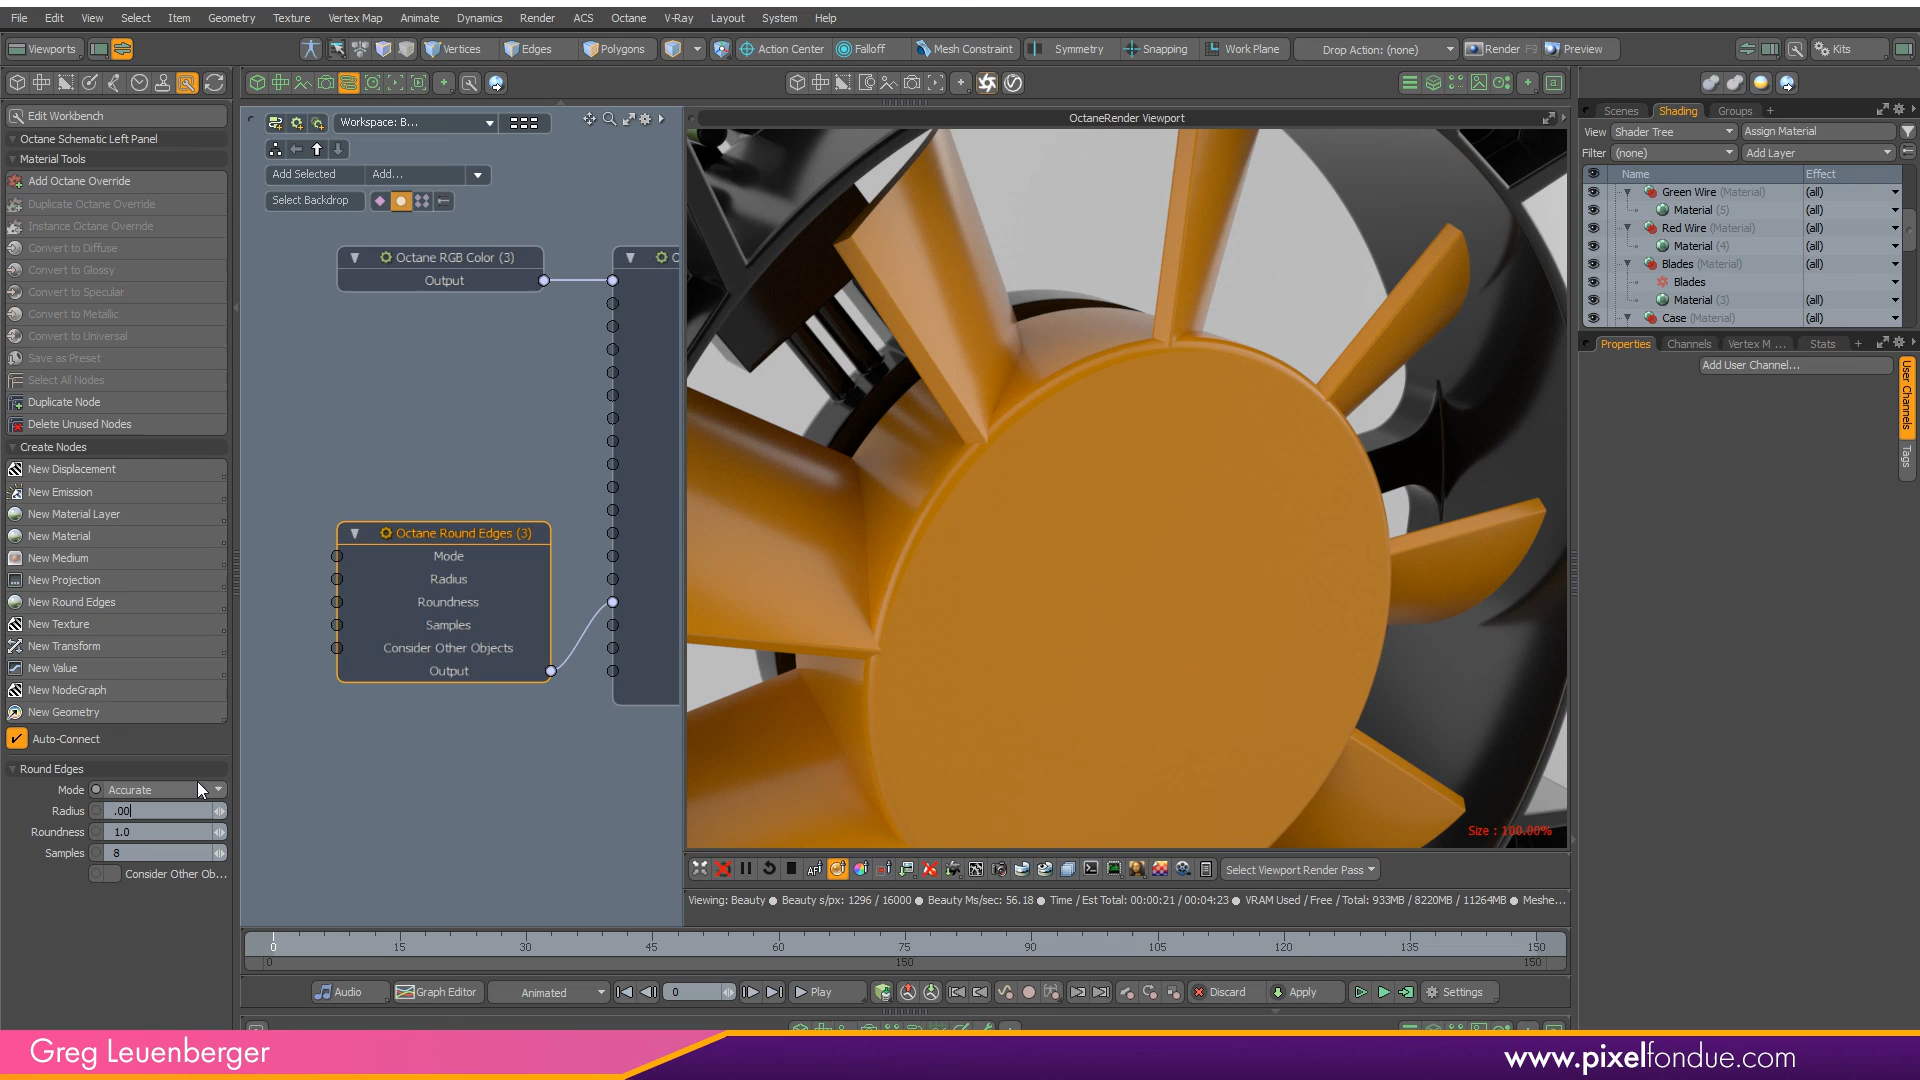 File Edit View Select Item Geometry Texture Vertex Map Animate Dynamics Render ACS Octane V-Ray Layout System Help
Viewports Vertices Edges Polygons Action Center Falloff Mesh Constraint Symmetry Snapping Work Plane Drop Action: (none) Render F9 Preview Kits
Edit Workbench
Octane Schematic Left Panel
Material Tools
Add Octane Override
Duplicate Octane Override
Instance Octane Override
Convert to Diffuse
Convert to Glossy
Convert to Specular
Convert to Metallic
Convert to Universal
Save as Preset
Select All Nodes
Duplicate Node
Delete Unused Nodes
Create Nodes
New Displacement
New Emission
New Material Layer
New Material
New Medium
New Projection
New Round Edges
New Texture
New Transform
New Value
New NodeGraph
New Geometry
Auto-Connect
Round Edges
Mode Accurate
Radius .00
Roundness 1.0
Samples 8
Consider Other Ob...
Workspace: B...
Add Selected Add...
Select Backdrop
Octane RGB Color (3)
Output
Octane Round Edges (3)
Mode
Radius
Roundness
Samples
Consider Other Objects
Output
OctaneRender Viewport
Size : 100.00%
Select Viewport Render Pass
Viewing: Beauty Beauty s/px: 1296 / 16000 Beauty Ms/sec: 56.18 Time / Est Total: 00:00:21 / 00:04:23 VRAM Used / Free / Total: 933MB / 8220MB / 11264MB Meshe...
0 15 30 45 60 75 90 105 120 135 150
0 150 150
Audio Graph Editor Animated 0 Play Discard Apply Settings
Scenes Shading Groups +
View Shader Tree Assign Material
Filter (none) Add Layer
Name Effect
Green Wire (Material) (all)
Material (5) (all)
Red Wire (Material) (all)
Material (4) (all)
Blades (Material) (all)
Blades
Material (3) (all)
Case (Material) (all)
Properties Channels Vertex M ... Stats +
Add User Channel...
User Channels
Tags
Greg Leuenberger
www.pixelfondue.com